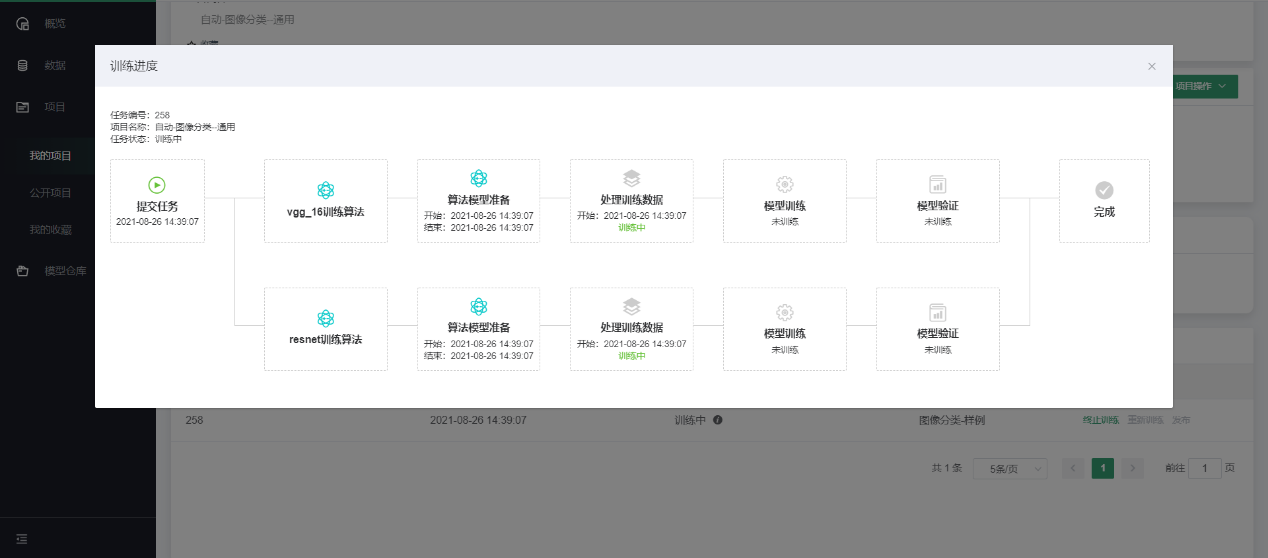 概览
数据
项目
我的项目
公开项目
我的收藏
模型仓库
自动-图像分类--通用
项目操作
训练进度
任务编号：258
项目名称：自动-图像分类--通用
任务状态：训练中
提交任务
2021-08-26 14:39:07
vgg_16训练算法
算法模型准备
开始：2021-08-26 14:39:07
结束：2021-08-26 14:39:07
处理训练数据
开始：2021-08-26 14:39:07
训练中
模型训练
未训练
模型验证
未训练
完成
resnet训练算法
算法模型准备
开始：2021-08-26 14:39:07
结束：2021-08-26 14:39:07
处理训练数据
开始：2021-08-26 14:39:07
训练中
模型训练
未训练
模型验证
未训练
258 2021-08-26 14:39:07 训练中 图像分类-样例 终止训练 重新训练 发布
共 1 条 5条/页 1 前往 1 页